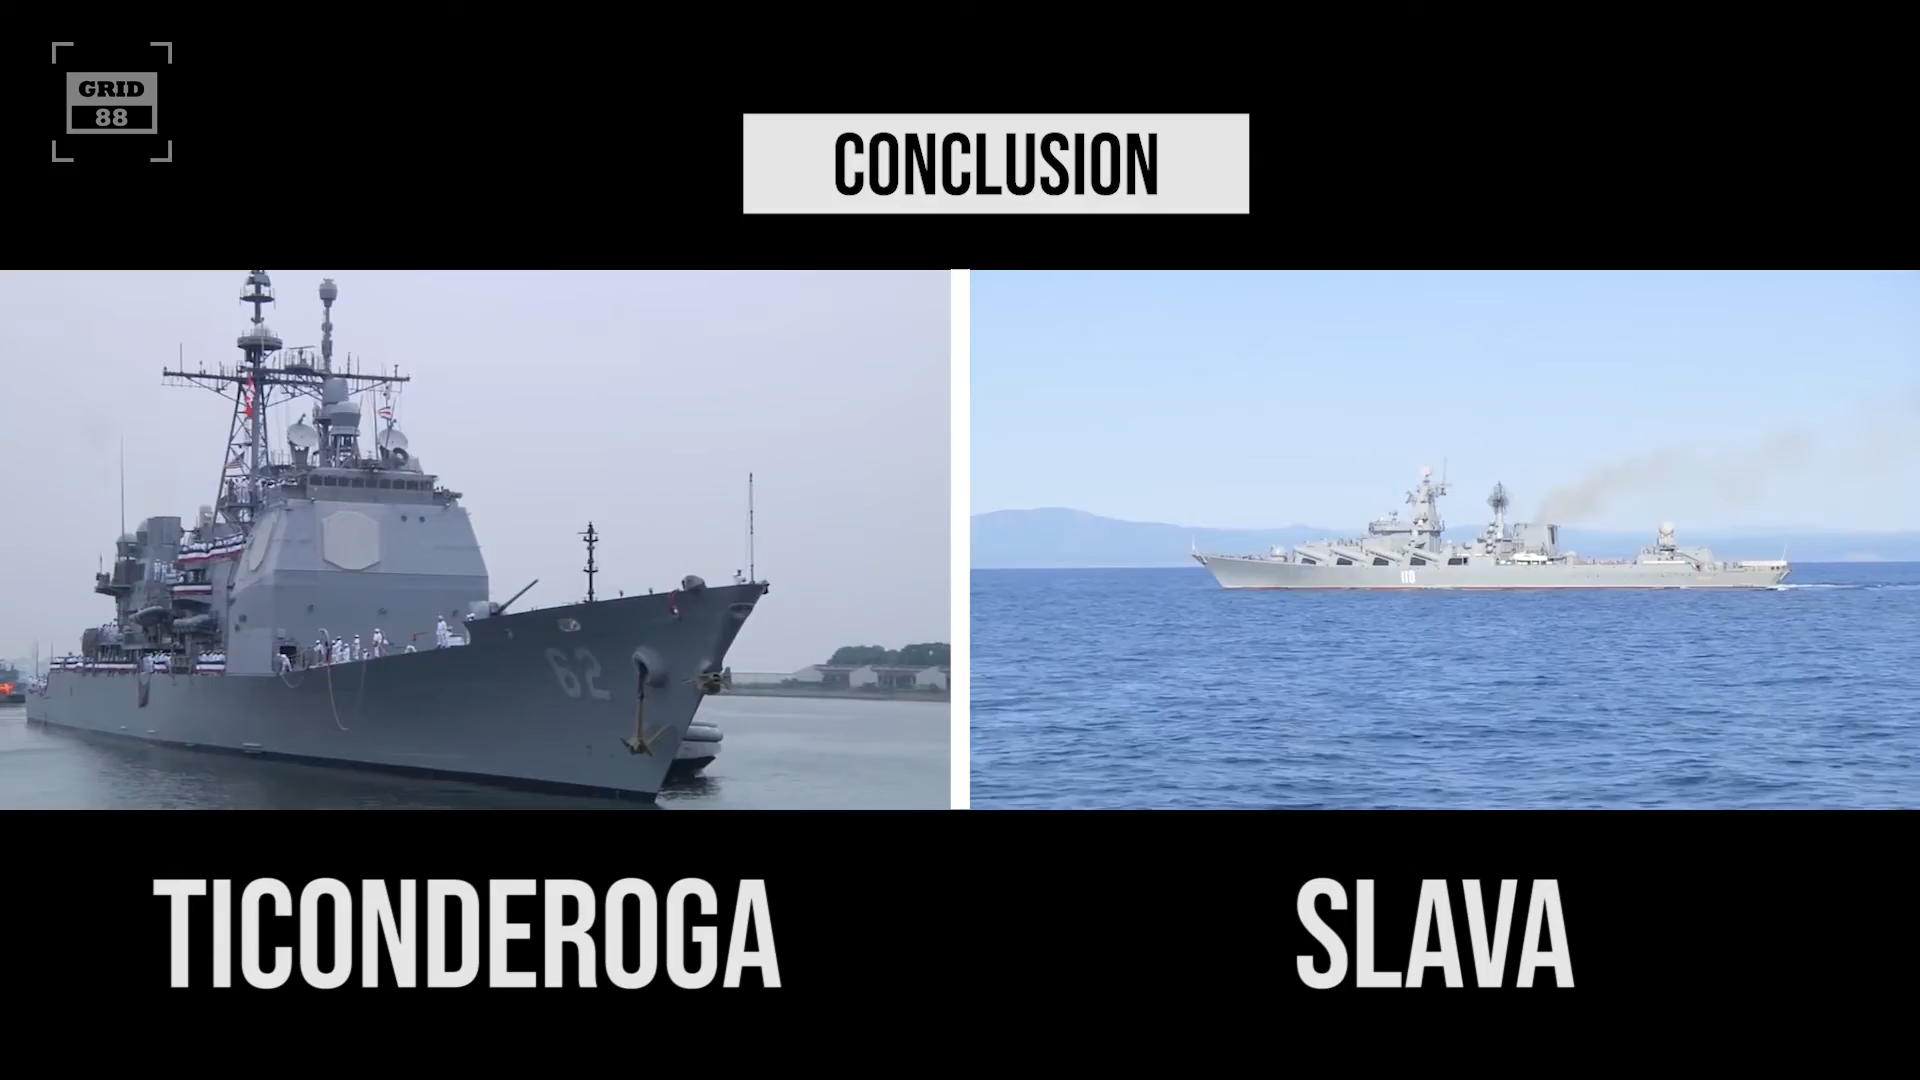 GRID
88
CONCLUSION
62
110
TICONDEROGA
SLAVA